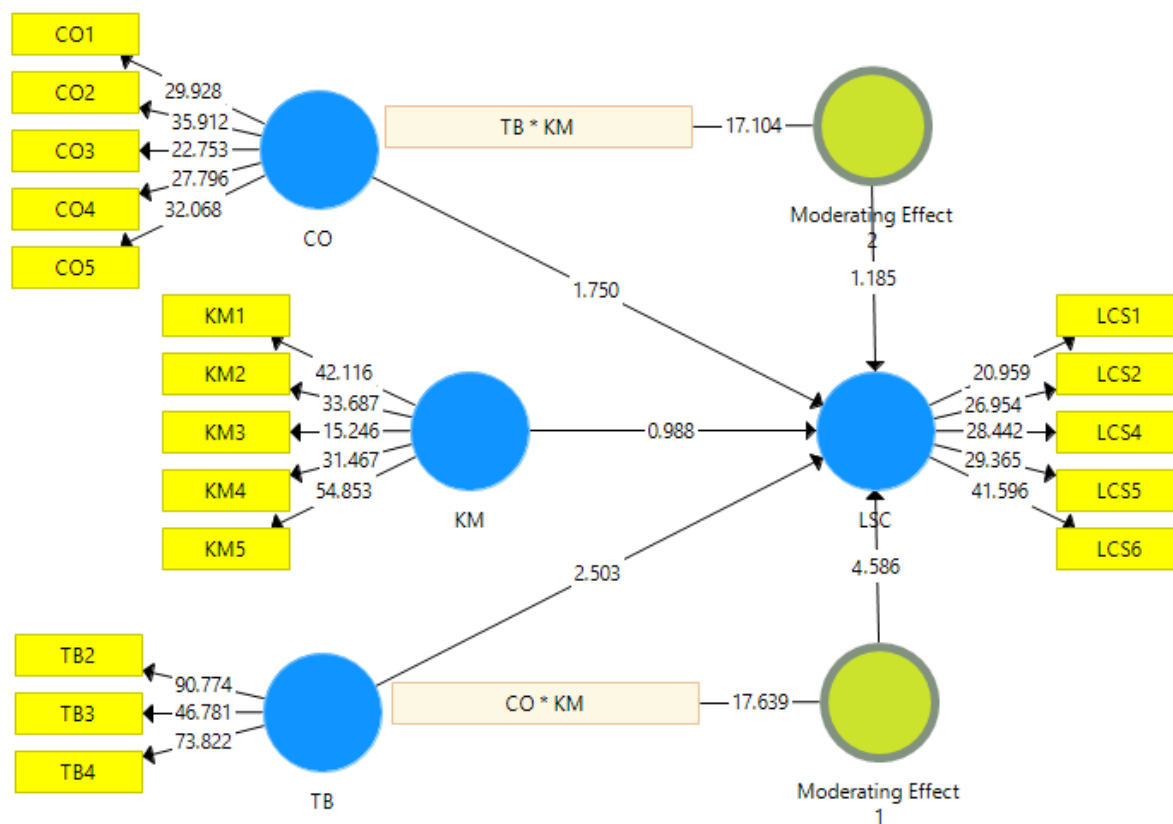 CO1
CO2
CO3
CO4
CO5
29.928
35.912
22.753
27.796
32.068
CO
TB * KM
17.104
Moderating Effect
2
1.750
1.185
KM1
KM2
KM3
KM4
KM5
42.116
33.687
15.246
31.467
54.853
KM
0.988
LSC
20.959
26.954
28.442
29.365
41.596
LCS1
LCS2
LCS4
LCS5
LCS6
2.503
4.586
TB2
TB3
TB4
90.774
46.781
73.822
TB
CO * KM
17.639
Moderating Effect
1